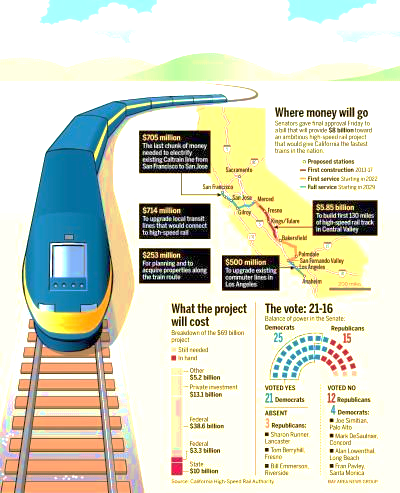 Where money will go
Senators gave final approval Friday to
a bill that will provide $8 billion toward
an ambitious high-speed rail project
that would give California the fastest
trains in the nation.
Proposed stations
First construction 2013-17
First service Starting in 2022
Full service Starting in 2029
$705 million
The last chunk of money
needed to electrify
existing Caltrain line from
San Francisco to San Jose
Sacramento
San Francisco
San Jose
Merced
Gilroy
Fresno
Kings/Tulare
Bakersfield
Palmdale
San Fernando Valley
Los Angeles
Anaheim
200 miles
$714 million
To upgrade local transit
lines that would connect
to high-speed rail
$5.85 billion
To build first 130 miles
of high-speed rail track
in Central Valley
$253 million
For planning and to
acquire properties along
the train route
$500 million
To upgrade existing
commuter lines in
Los Angeles
What the project
will cost
Breakdown of the $69 billion
project
Still needed
In hand
Other
$5.2 billion
Private investment
$13.1 billion
Federal
$38.6 billion
Federal
$3.3 billion
State
$10 billion
Source: California High-Speed Rail Authority
The vote: 21-16
Balance of power in the Senate.
Democrats
25
Republicans
15
VOTED YES
21 Democrats
ABSENT
3 Republicans:
Sharon Runner,
Lancaster
Tom Berryhill,
Fresno
Bill Emmerson,
Riverside
VOTED NO
12 Republicans
4 Democrats:
Joe Simitian,
Palo Alto
Mark DeSaulnier,
Concord
Alan Lowenthal,
Long Beach
Fran Pavley,
Santa Monica
BAY AREA NEWS GROUP